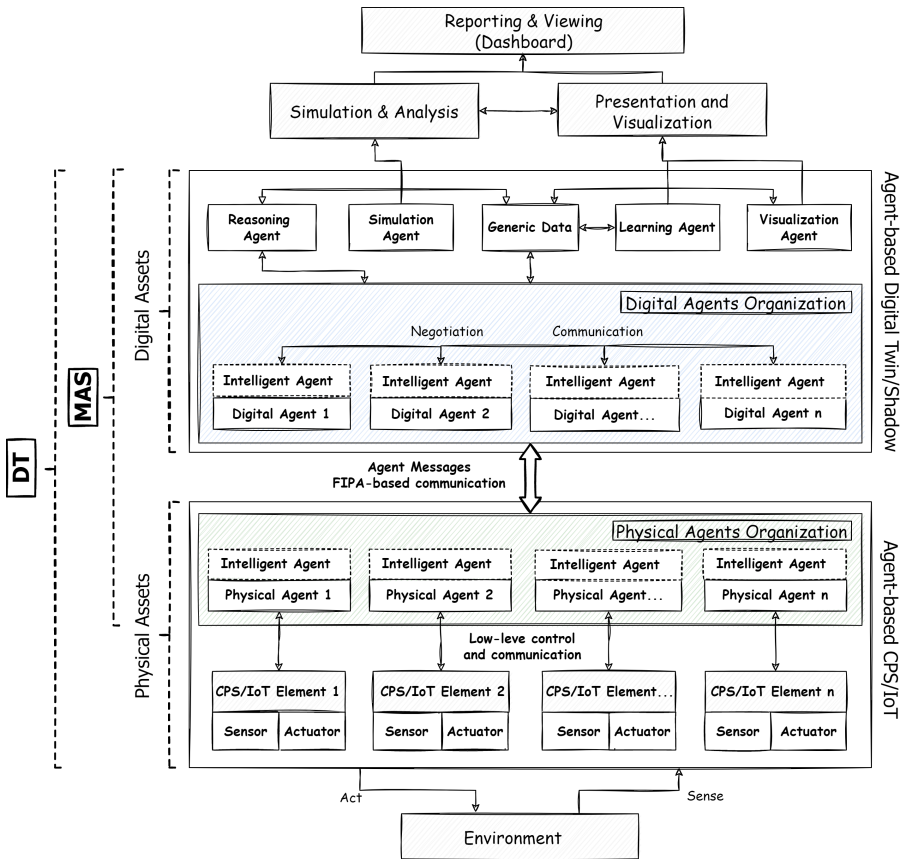 Reporting & Viewing
(Dashboard)
Simulation & Analysis
Presentation and
Visualization
DT
MAS
Digital Assets
Agent-based Digital Twin/Shadow
Reasoning
Agent
Simulation
Agent
Generic Data
Learning Agent
Visualization
Agent
Digital Agents Organization
Negotiation
Communication
Intelligent Agent
Digital Agent 1
Intelligent Agent
Digital Agent 2
Intelligent Agent
Digital Agent...
Intelligent Agent
Digital Agent n
Agent Messages
FIPA-based communication
Physical Assets
Agent-based CPS/IoT
Physical Agents Organization
Intelligent Agent
Physical Agent 1
Intelligent Agent
Physical Agent 2
Intelligent Agent
Physical Agent...
Intelligent Agent
Physical Agent n
Low-leve control
and communication
CPS/IoT Element 1
Sensor
Actuator
CPS/IoT Element 2
Sensor
Actuator
CPS/IoT Element...
Sensor
Actuator
CPS/IoT Element n
Sensor
Actuator
Act
Sense
Environment